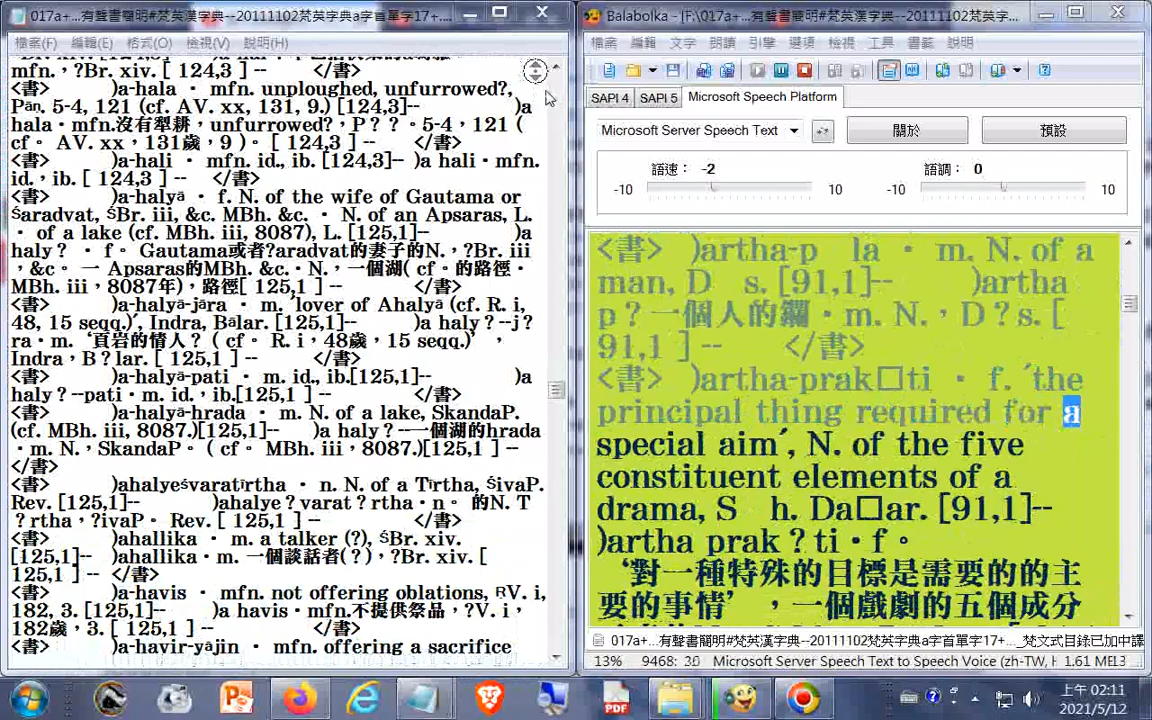 017a+...有聲書簡明#梵英漢字典--20111102梵英字典a字首單字17+...
檔案(F) 編輯(E) 格式(O) 檢視(V) 說明(H)
mfn.，?Br. xiv. [ 124,3 ] -- 〈/書〉
〈書〉 )a-hala ‧ mfn. unploughed, unfurrowed?,
Pān. 5-4, 121 (cf. AV. xx, 131, 9.) [124,3]-- )a
hala‧mfn.沒有犁耕，unfurrowed?，P？？。5-4，121 (
cf。 AV. xx，131歲，9 )。[ 124,3 ] -- 〈/書〉
〈書〉 )a-hali ‧ mfn. id., ib. [124,3]-- )a hali‧mfn.
id.，ib. [ 124,3 ] -- 〈/書〉
〈書〉 )a-halyā ‧ f. N. of the wife of Gautama or
Śaradvat, ŚBr. iii, &c. MBh. &c. ‧ N. of an Apsaras, L.
‧ of a lake (cf. MBh. iii, 8087), L. [125,1]-- )a
haly？ ‧ f。 Gautama或者?aradvat的妻子的N.，?Br. iii
，&c。 一 Apsaras的MBh. &c.‧N.，一個湖( cf。的路徑‧
MBh. iii，8087年)，路徑[ 125,1 ] -- 〈/書〉
〈書〉 )a-halyā-jāra ‧ m. ′lover of Ahalyā (cf. R. i,
48, 15 seqq.)′, Indra, Bālar. [125,1]-- )a haly？--j？
ra‧m.‘頁岩的情人？( cf。 R. i，48歲，15 seqq.)’，
Indra，B？lar. [ 125,1 ] -- 〈/書〉
〈書〉 )a-halyā-pati ‧ m. id., ib.[125,1]-- )a
haly？--pati‧m. id.，ib.[ 125,1 ] -- 〈/書〉
〈書〉 )a-halyā-hrada ‧ m. N. of a lake, SkandaP.
(cf. MBh. iii, 8087.)[125,1]-- )a haly？--一個湖的hrada
‧m. N.，SkandaP。( cf。 MBh. iii，8087.)[ 125,1 ] --
〈/書〉
〈書〉 )ahalyeśvaratīrtha ‧ n. N. of a Tīrtha, ŚivaP.
Rev. [125,1]-- )ahalye？varat？rtha‧n。 的N. T
？rtha，?ivaP‧ Rev. [ 125,1 ] -- 〈/書〉
〈書〉 )ahallika ‧ m. a talker (?), ŚBr. xiv.
[125,1]-- )ahallika‧m. 一個談話者(？)，?Br. xiv. [
125,1 ] -- 〈/書〉
〈書〉 )a-havis ‧ mfn. not offering oblations, RV. i,
182, 3. [125,1]-- )a havis‧mfn.不提供祭品，?V. i，
182歲，3. [ 125,1 ] -- 〈/書〉
〈書〉 )a-havir-yājin ‧ mfn. offering a sacrifice
Balabolka - [F:\017a+...有聲書簡明#梵英漢字典--20111102梵英字...
檔案 編輯 文字 朗讀 引擎 選項 檢視 工具 書籤 說明
SAPI 4 SAPI 5 Microsoft Speech Platform
Microsoft Server Speech Text 關於 預設
語速： -2 語調： 0
-10 10 -10 10
〈書〉 )artha-p la ‧ m. N. of a
man, D s. [91,1]-- )artha
p？一個人的鑼‧m. N.，D？s. [
91,1 ] -- 〈/書〉
〈書〉 )artha-prak□ti ‧ f. ′the
principal thing required for a
special aim′, N. of the five
constituent elements of a
drama, S h. Da□ar. [91,1]--
)artha prak？ti‧f。
‘對一種特殊的目標是需要的的主
要的事情’，一個戲劇的五個成分
017a+...有聲書簡明#梵英漢字典--20111102梵英字典a字首單字17+..._梵文式目錄已加中譯
13% 9468: 30 Microsoft Server Speech Text to Speech Voice (zh-TW, H 1.61 MB
上午 02:11
2021/5/12